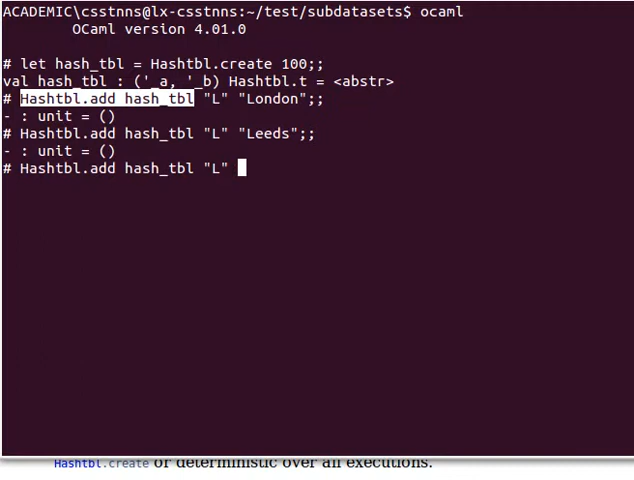 ACADEMIC\csstnns@lx-csstnns:~/test/subdatasets$ ocaml
OCaml version 4.01.0
# let hash_tbl = Hashtbl.create 100;;
val hash_tbl : ('_a, '_b) Hashtbl.t = <abstr>
# Hashtbl.add hash_tbl "L" "London";;
- : unit = ()
# Hashtbl.add hash_tbl "L" "Leeds";;
- : unit = ()
# Hashtbl.add hash_tbl "L"
Hashtbl.create or deterministic over all executions.